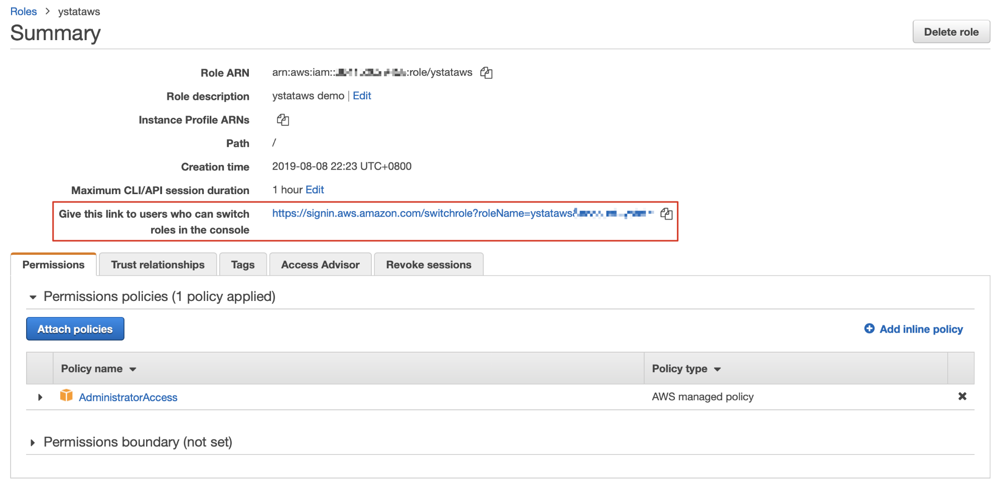 Roles > ystataws
Summary
Delete role
Role ARN arn:aws:iam:: :role/ystataws
Role description ystataws demo | Edit
Instance Profile ARNs
Path /
Creation time 2019-08-08 22:23 UTC+0800
Maximum CLI/API session duration 1 hour Edit
Give this link to users who can switch https://signin.aws.amazon.com/switchrole?roleName=ystataws&
roles in the console
Permissions Trust relationships Tags Access Advisor Revoke sessions
Permissions policies (1 policy applied)
Attach policies Add inline policy
Policy name Policy type
AdministratorAccess AWS managed policy
Permissions boundary (not set)